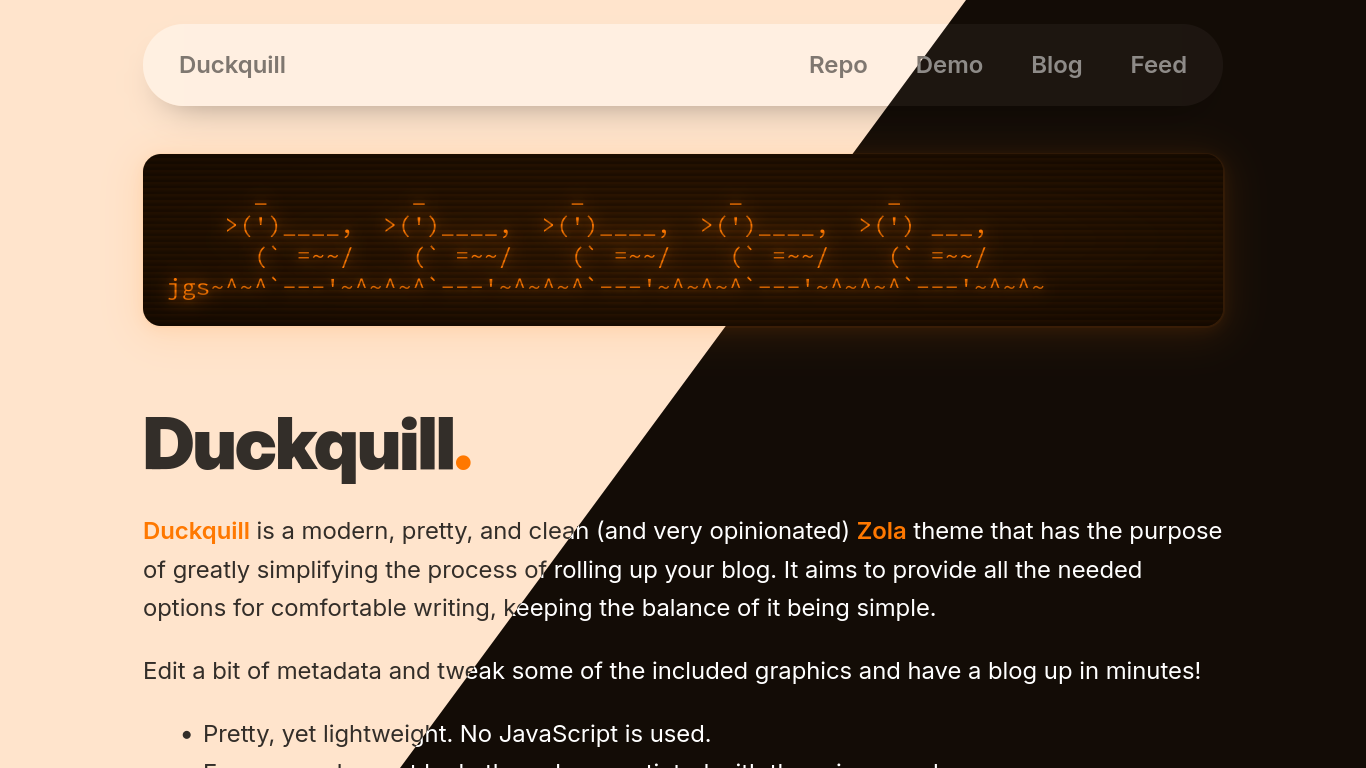 Duckquill Repo Demo Blog Feed
      _           _           _           _           _
    >(')____,  >(')____,  >(')____,  >(')____,  >(') ___,
      (` =~~/    (` =~~/    (` =~~/    (` =~~/    (` =~~/
jgs~^~^`---'~^~^~^`---'~^~^~^`---'~^~^~^`---'~^~^~^`---'~^~^~
Duckquill.
Duckquill is a modern, pretty, and clean (and very opinionated) Zola theme that has the purpose
of greatly simplifying the process of rolling up your blog. It aims to provide all the needed
options for comfortable writing, keeping the balance of it being simple.
Edit a bit of metadata and tweak some of the included graphics and have a blog up in minutes!
• Pretty, yet lightweight. No JavaScript is used.